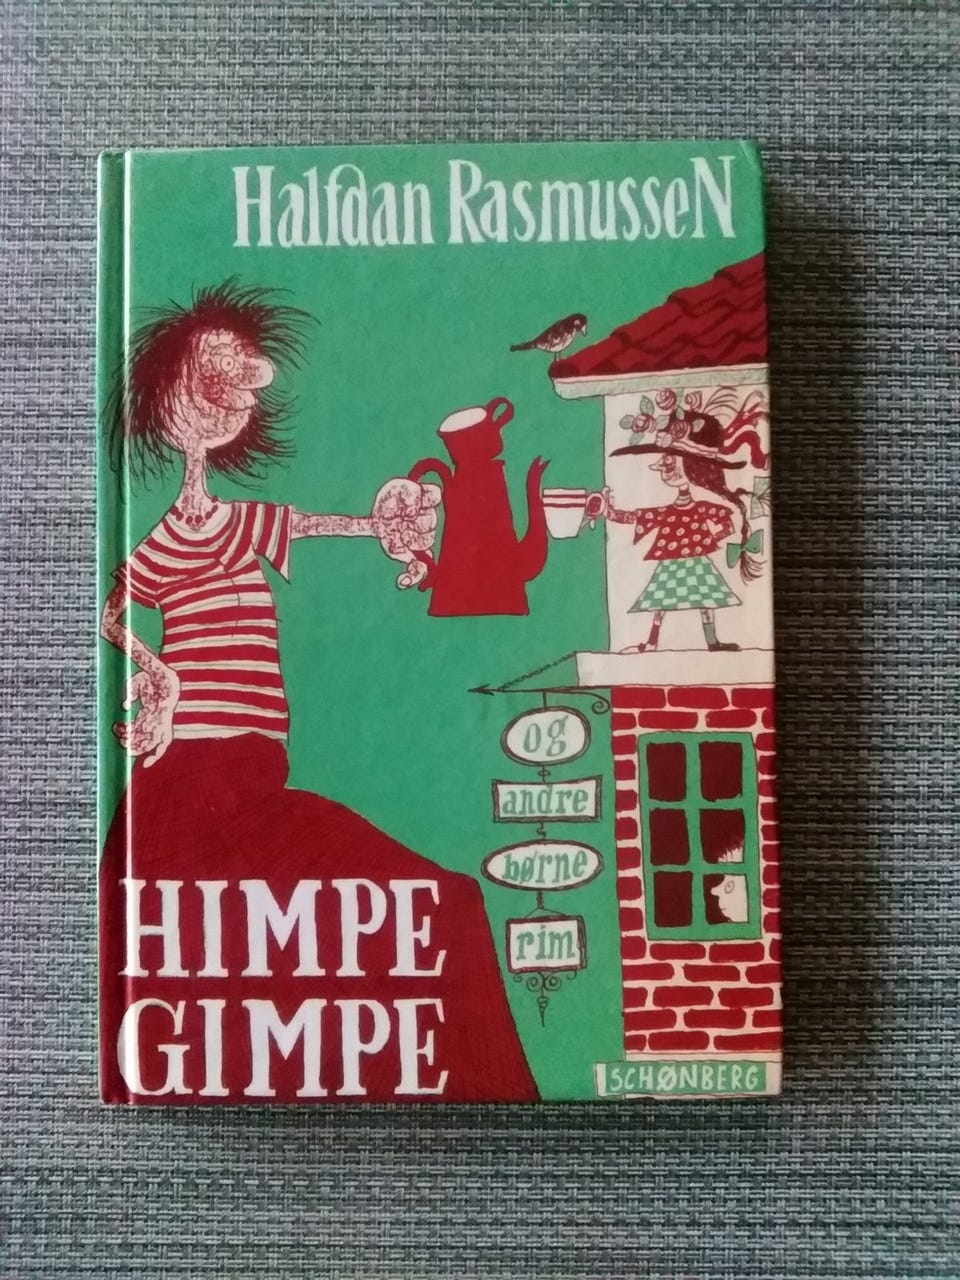 Halfdan Rasmussen
og
andre
børne
rim
HIMPE
GIMPE
SCHØNBERG